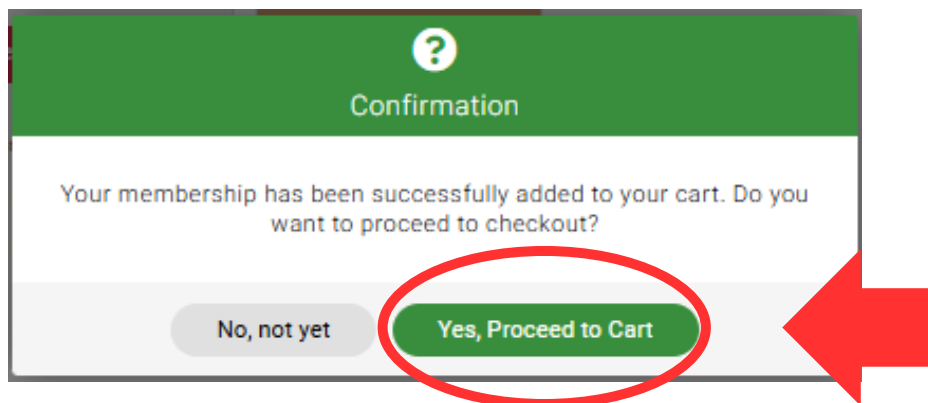 Confirmation
Your membership has been successfully added to your cart. Do you
want to proceed to checkout?
No, not yet
Yes, Proceed to Cart